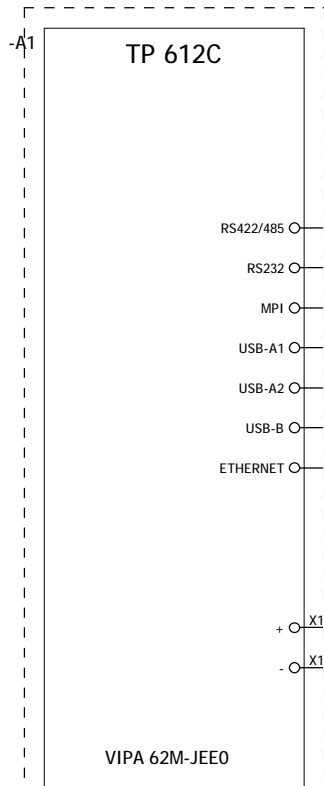 -A1
TP 612C
RS422/485
RS232
MPI
USB-A1
USB-A2
USB-B
ETHERNET
+ X1
- X1
VIPA 62M-JEE0